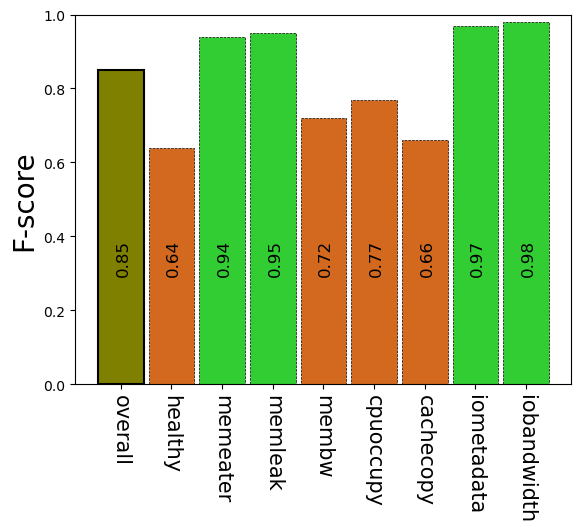 F-score
1.0
0.8
0.6
0.4
0.2
0.0
0.85
0.64
0.94
0.95
0.72
0.77
0.66
0.97
0.98
overall
healthy
memeater
memleak
membw
cpuoccupy
cachecopy
iometadata
iobandwidth